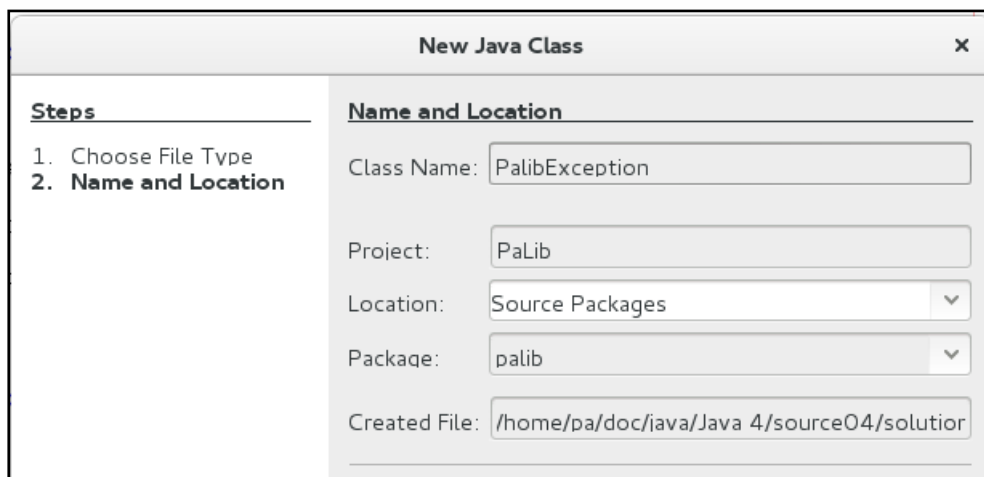 New Java Class
×
Steps
1. Choose File Type
2. Name and Location
Name and Location
Class Name: PalibException
Project: PaLib
Location: Source Packages
Package: palib
Created File: /home/pa/doc/java/Java 4/source04/solution